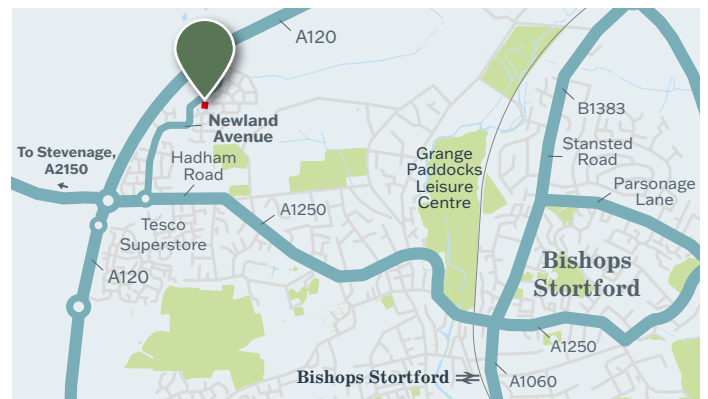 A120
B1383
Newland
Avenue
To Stevenage,
A2150
Hadham
Road
Grange
Paddocks
Leisure
Centre
Stansted
Road
Parsonage
Lane
A1250
Tesco
Superstore
A120
Bishops
Stortford
A1250
Bishops Stortford
A1060